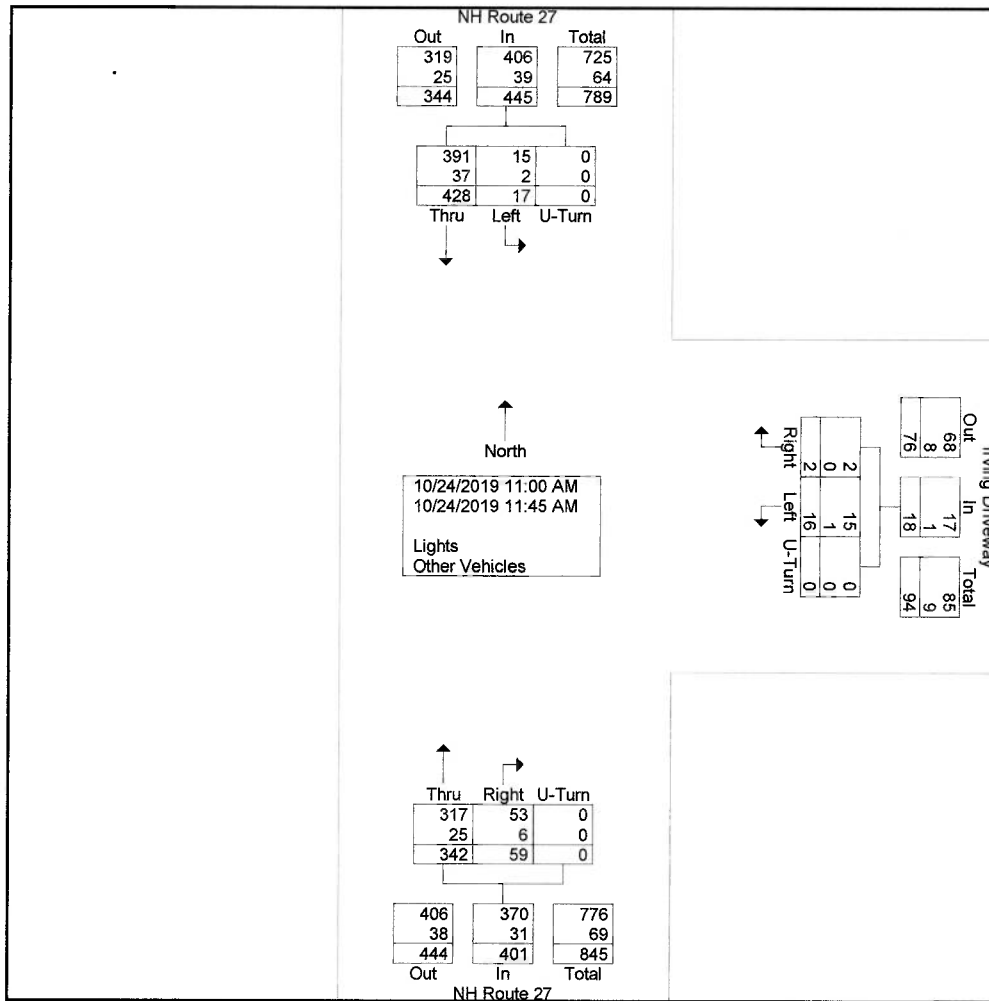 NH Route 27
Out In Total
319 406 725
25 39 64
344 445 789
391 15 0
37 2 0
428 17 0
Thru Left U-Turn
North
10/24/2019 11:00 AM
10/24/2019 11:45 AM
Lights
Other Vehicles
Irving Driveway
Out In Total
68 17 85
8 1 9
76 18 94
2 15 0
0 1 0
2 16 0
Right Left U-Turn
Thru Right U-Turn
317 53 0
25 6 0
342 59 0
406 370 776
38 31 69
444 401 845
Out In Total
NH Route 27